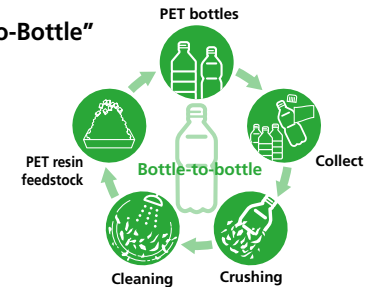 o-Bottle”
PET bottles
Collect
Crushing
Cleaning
PET resin
feedstock
Bottle-to-bottle